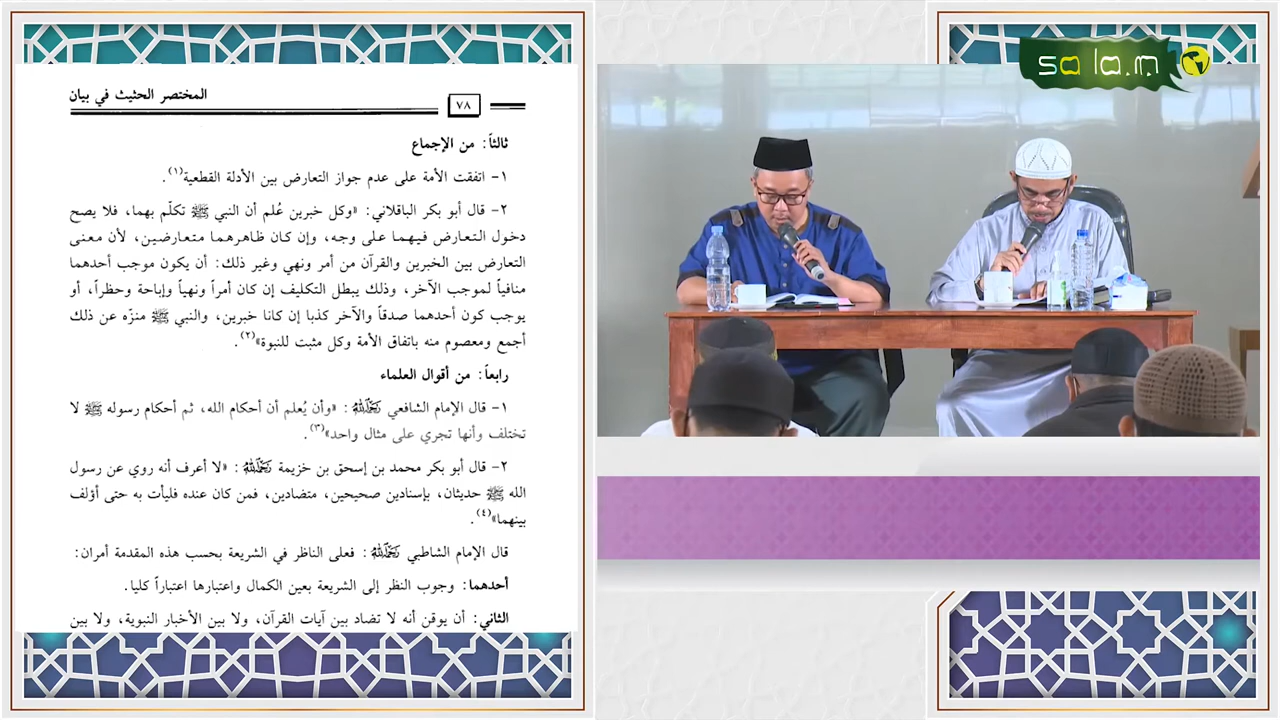 المختصر الحثيث في بيان
٧٨
ثالثاً: من الإجماع
١- اتفقت الأمة على عدم جواز التعارض بين الأدلة القطعية(١).
٢- قال أبو بكر الباقلاني: «وكل خبرين عُلم أن النبي ﷺ تكلّم بهما، فلا يصح
دخول التعارض فيهما على وجه، وإن كان ظاهرهما متعارضين، لأن معنى
التعارض بين الخبرين والقرآن من أمر ونهي وغير ذلك: أن يكون موجب أحدهما
منافياً لموجب الآخر، وذلك يبطل التكليف إن كان أمراً ونهياً وإباحة وحظراً، أو
يوجب كون أحدهما صدقاً والآخر كذبا إن كانا خبرين، والنبي ﷺ منزّه عن ذلك
أجمع ومعصوم منه باتفاق الأمة وكل مثبت للنبوة»(٢).
رابعاً: من أقوال العلماء
١- قال الإمام الشافعي رَحِمَهُ اللهُ: «وأن يُعلم أن أحكام الله، ثم أحكام رسوله ﷺ لا
تختلف وأنها تجري على مثال واحد»(٣).
٢- قال أبو بكر محمد بن إسحق بن خزيمة رَحِمَهُ اللهُ: «لا أعرف أنه روي عن رسول
الله ﷺ حديثان، بإسنادين صحيحين، متضادين، فمن كان عنده فليأت به حتى أؤلف
بينهما»(٤).
قال الإمام الشاطبي رَحِمَهُ اللهُ: فعلى الناظر في الشريعة بحسب هذه المقدمة أمران:
أحدهما: وجوب النظر إلى الشريعة بعين الكمال واعتبارها اعتباراً كليا.
الثاني: أن يوقن أنه لا تضاد بين آيات القرآن، ولا بين الأخبار النبوية، ولا بين
salam